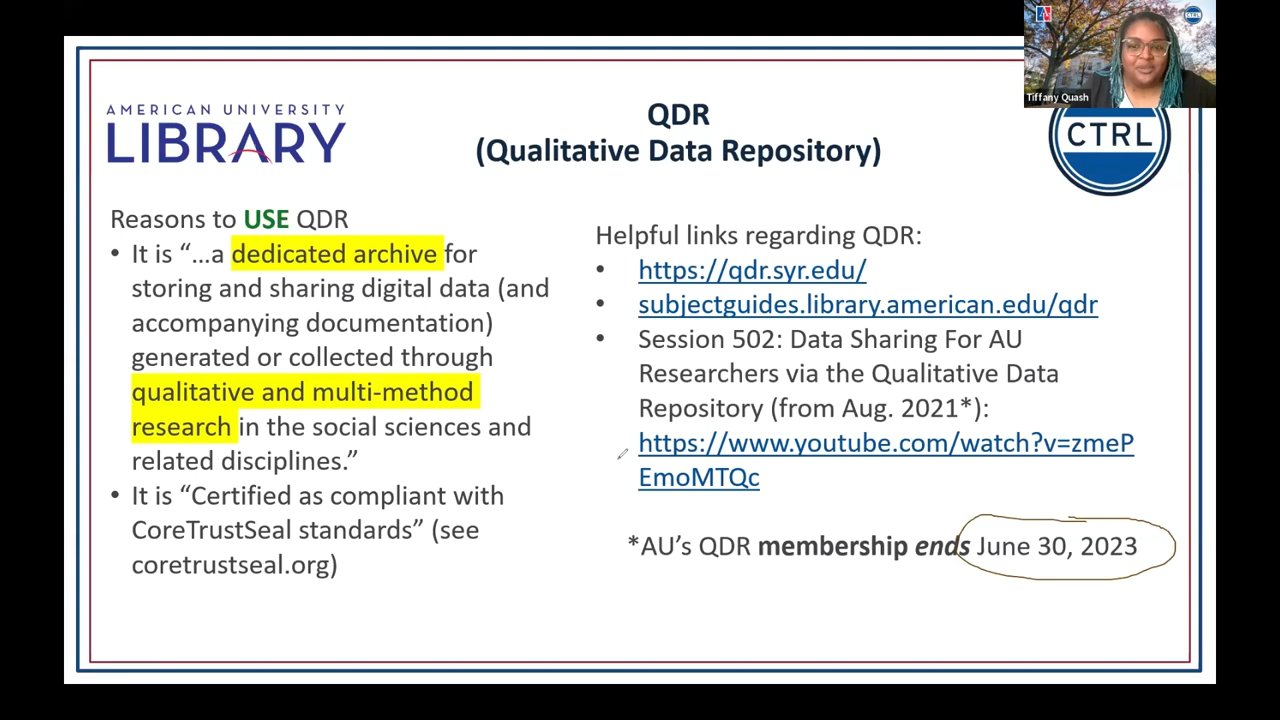 AMERICAN UNIVERSITY
LIBRARY
QDR
(Qualitative Data Repository)
CTRL
Tiffany Quash
CTRL
Reasons to USE QDR
• It is “…a dedicated archive for
storing and sharing digital data (and
accompanying documentation)
generated or collected through
qualitative and multi-method
research in the social sciences and
related disciplines.”
• It is “Certified as compliant with
CoreTrustSeal standards” (see
coretrustseal.org)
Helpful links regarding QDR:
• https://qdr.syr.edu/
• subjectguides.library.american.edu/qdr
• Session 502: Data Sharing For AU
Researchers via the Qualitative Data
Repository (from Aug. 2021*):
https://www.youtube.com/watch?v=zmeP
EmoMTQc
*AU’s QDR membership ends June 30, 2023